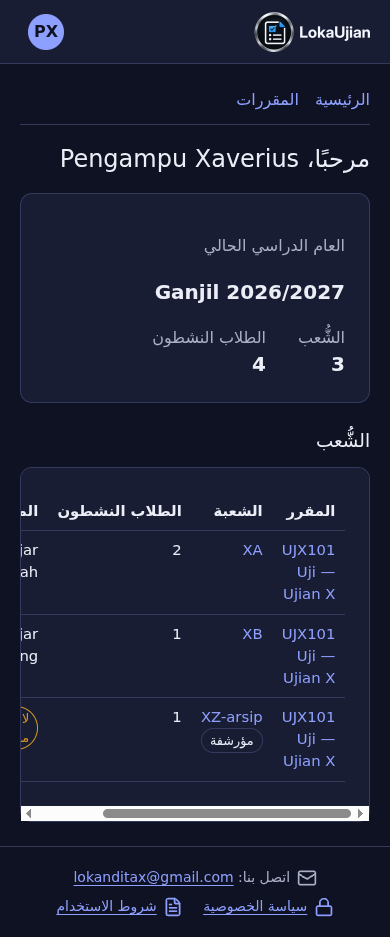 LokaUjian
PX
الرئيسية المقررات
مرحبًا، Pengampu Xaverius
العام الدراسي الحالي
Ganjil 2026/2027
الشُّعب الطلاب النشطون
3 4
الشُّعب
المقرر الشعبة الطلاب النشطون
UJX101 XA 2
— Uji
Ujian X
UJX101 XB 1
— Uji
Ujian X
UJX101 XZ-arsip 1
— Uji مؤرشفة
Ujian X
اتصل بنا: lokanditax@gmail.com
سياسة الخصوصية شروط الاستخدام